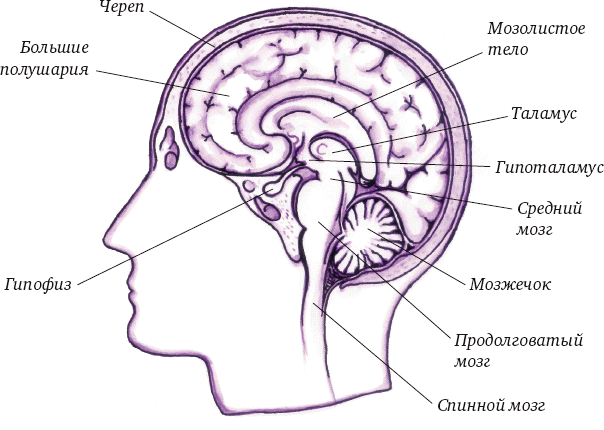 Череп
Большие
полушария
Мозолистое
тело
Таламус
Гипоталамус
Средний
мозг
Гипофиз
Мозжечок
Продолговатый
мозг
Спинной мозг